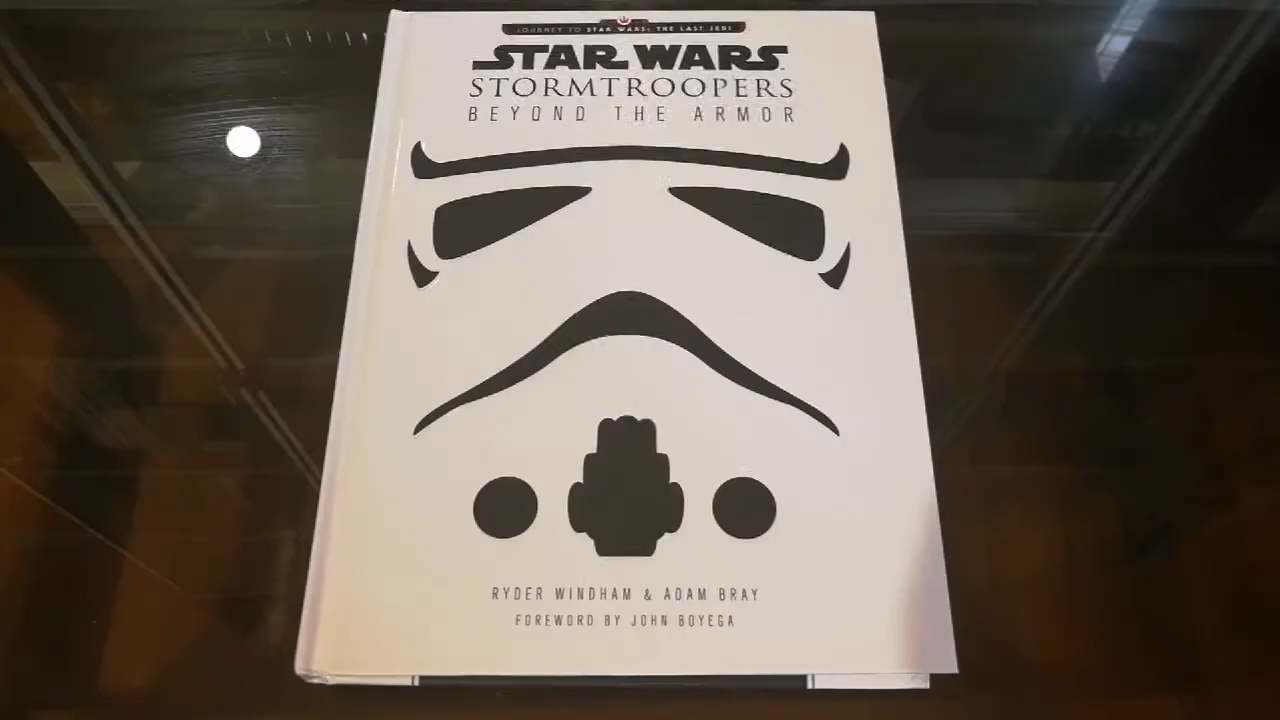 JOURNEY TO STAR WARS: THE LAST JEDI
STAR WARS
STORMTROOPERS
BEYOND THE ARMOR
RYDER WINDHAM & ADAM BRAY
FOREWORD BY JOHN BOYEGA